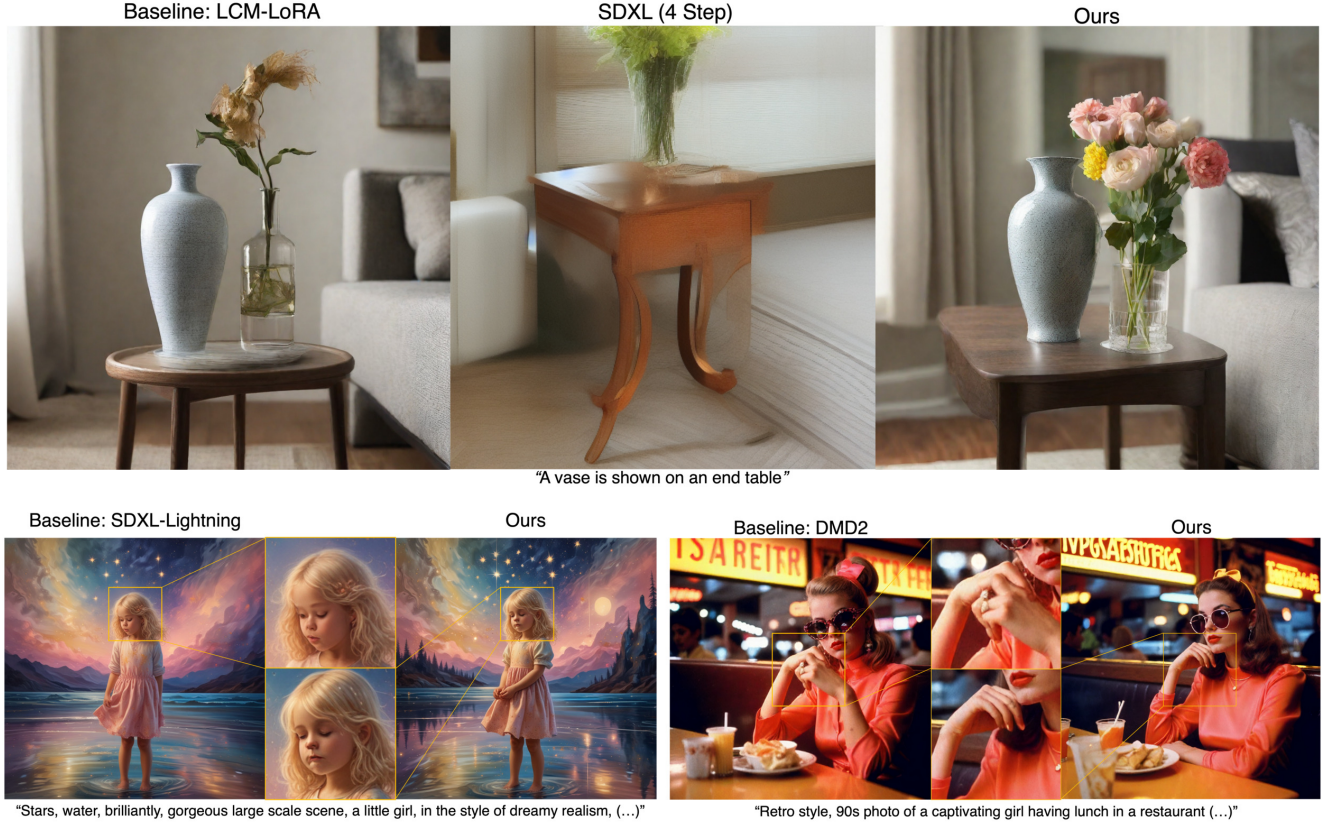 Baseline: LCM-LoRA
SDXL (4 Step)
Ours
“A vase is shown on an end table”
Baseline: SDXL-Lightning
Ours
Baseline: DMD2
Ours
“Stars, water, brilliantly, gorgeous large scale scene, a little girl, in the style of dreamy realism, (…)”
“Retro style, 90s photo of a captivating girl having lunch in a restaurant (…)”